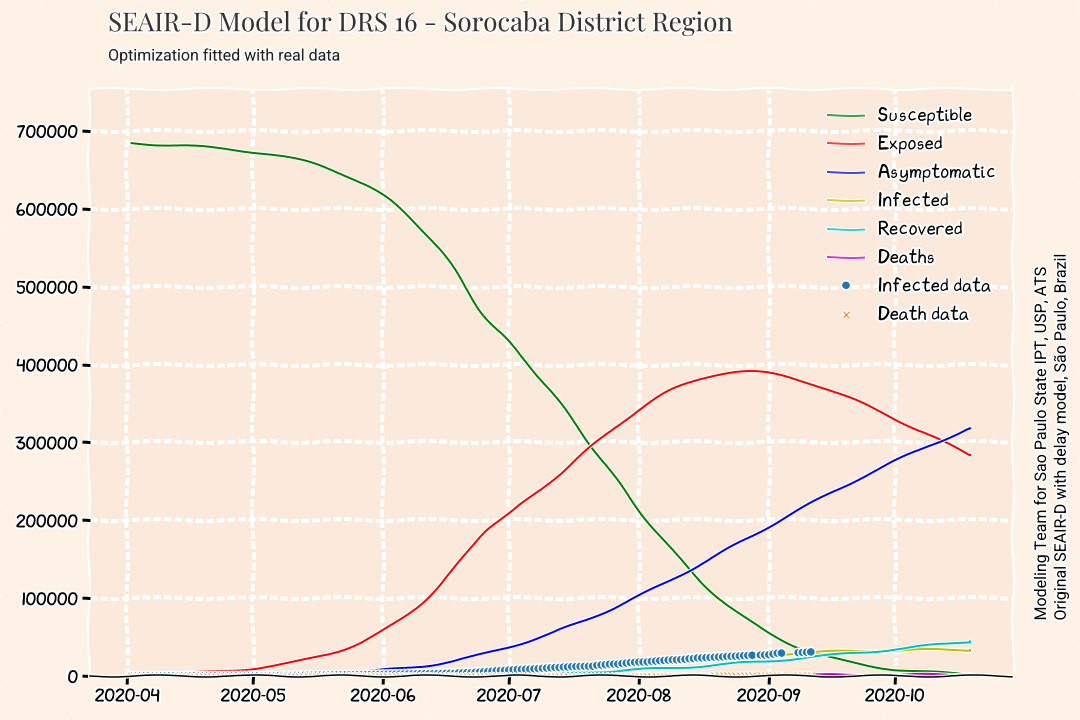 SEAIR-D Model for DRS 16 - Sorocaba District Region
Optimization fitted with real data
700000
600000
500000
400000
300000
200000
100000
0
2020-04
2020-05
2020-06
2020-07
2020-08
2020-09
2020-10
Susceptible
Exposed
Asymptomatic
Infected
Recovered
Deaths
Infected data
Death data
Modeling Team for Sao Paulo State IPT, USP, ATS
Original SEAIR-D with delay model, São Paulo, Brazil